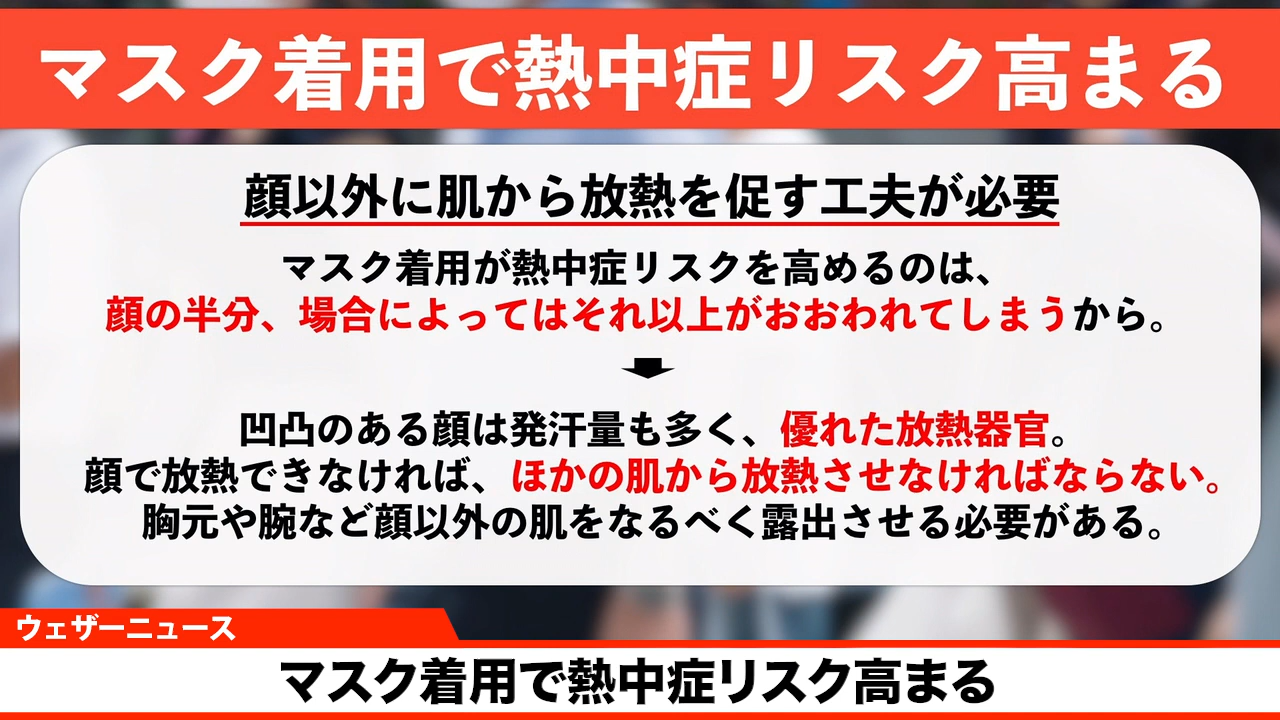 マスク着用で熱中症リスク高まる
顔以外に肌から放熱を促す工夫が必要
マスク着用が熱中症リスクを高めるのは、
顔の半分、場合によってはそれ以上がおおわれてしまうから。
凹凸のある顔は発汗量も多く、優れた放熱器官。
顔で放熱できなければ、ほかの肌から放熱させなければならない。
胸元や腕など顔以外の肌をなるべく露出させる必要がある。
ウェザーニュース
マスク着用で熱中症リスク高まる